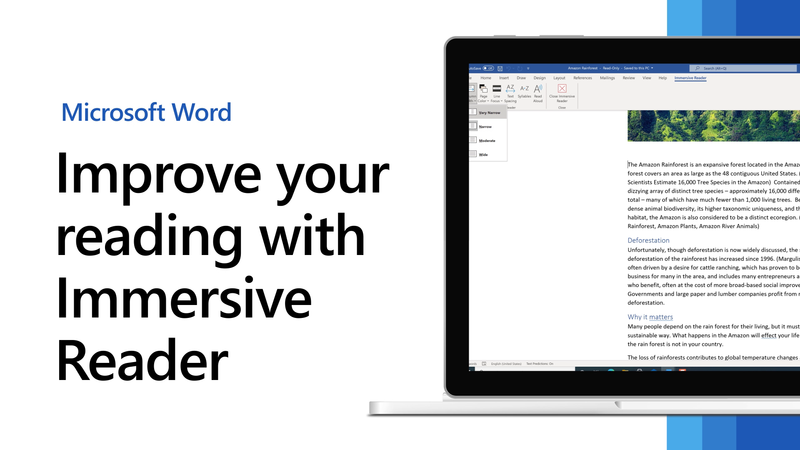 Microsoft Word
Improve your
reading with
Immersive
Reader
Amazon Rainforest - Read Only - Saved to this PC
Search (Alt+Q)
Home Insert Draw Design Layout References Mailings Review View Help Immersive Reader
Page Color Line Focus Text Spacing Syllables Read Aloud Close Immersive Reader
Close
Very Narrow
Narrow
Moderate
Wide
The Amazon Rainforest is an expansive forest located in the Amaz
forest covers an area as large as the 48 contiguous United States. (
Scientists Estimate 16,000 Tree Species in the Amazon) Contained
dizzying array of distinct tree species – approximately 16,000 diffe
total – many of which have much fewer than 1,000 living trees. Be
dense animal biodiversity, its higher taxonomic uniqueness, and th
habitat, the Amazon is also considered to be a distinct ecoregion. (
Rainforest, Amazon Plants, Amazon River Animals)
Deforestation
Unfortunately, though deforestation is now widely discussed, the
deforestation of the rainforest has increased since 1996. (Margulis
often driven by a desire for cattle ranching, which has proven to b
business for many in the area, and includes many entrepreneurs a
who benefit, often at the cost of more broad-based social improve
Governments and large paper and lumber companies profit from
deforestation.
Why it matters
Many people depend on the rain forest for their living, but it must
sustainable way. What happens in the Amazon will effect your life
the rain forest is not in your country.
The loss of rainforests contributes to global temperature changes